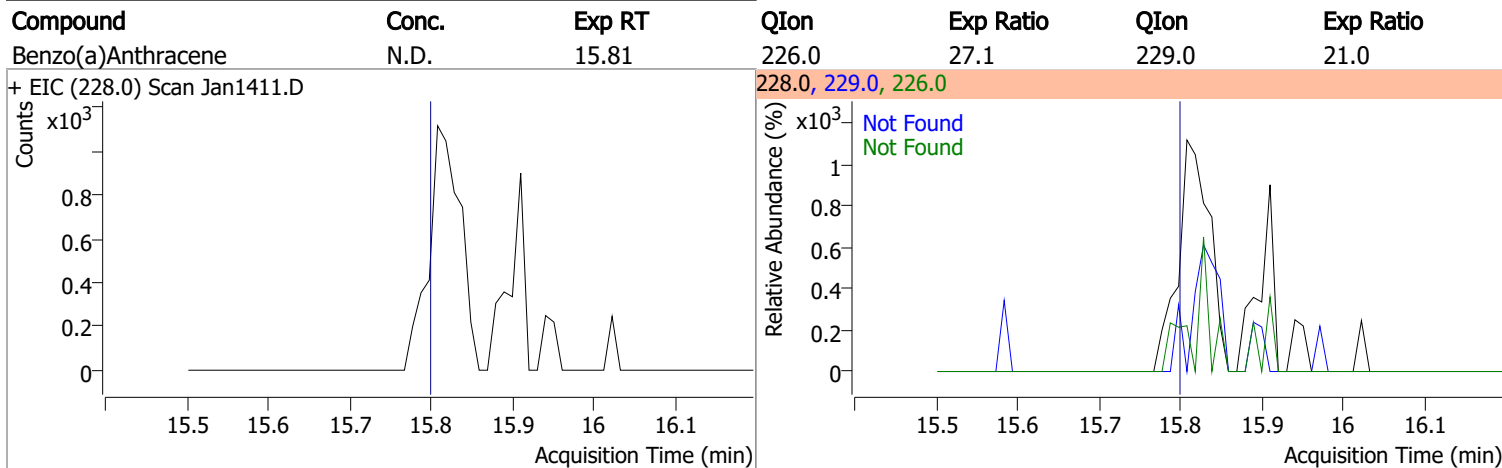 Compound Conc. Exp RT QIon Exp Ratio QIon Exp Ratio
Benzo(a)Anthracene N.D. 15.81 226.0 27.1 229.0 21.0
+ EIC (228.0) Scan Jan1411.D
Counts
x10³
0.8
0.6
0.4
0.2
0
15.5 15.6 15.7 15.8 15.9 16 16.1
Acquisition Time (min)
228.0, 229.0, 226.0
Relative Abundance (%)
x10³
Not Found
Not Found
1
0.8
0.6
0.4
0.2
0
15.5 15.6 15.7 15.8 15.9 16 16.1
Acquisition Time (min)